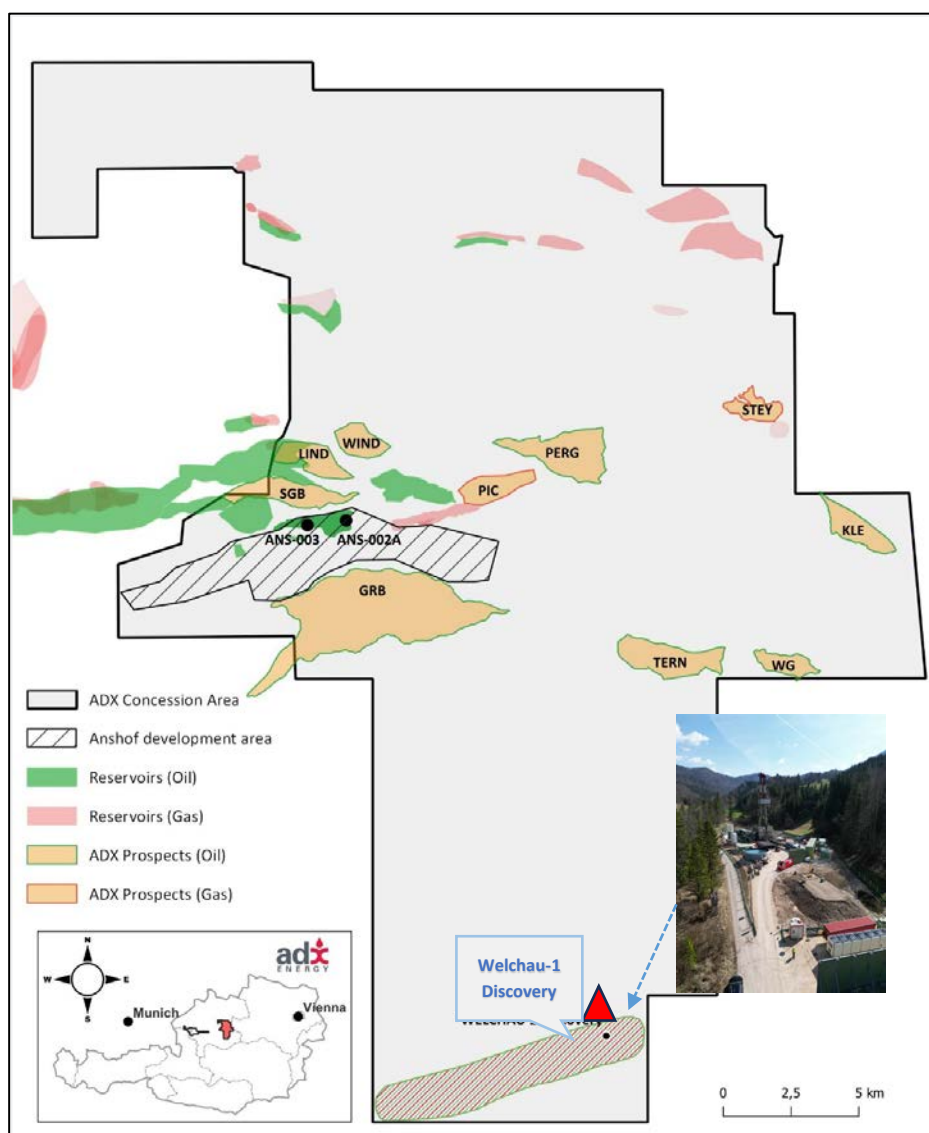 STEY
WIND
LIND
PERG
PIC
SGB
KLE
ANS-003
ANS-002A
GRB
TERN
WG
ADX Concession Area
Anshof development area
Reservoirs (Oil)
Reservoirs (Gas)
ADX Prospects (Oil)
ADX Prospects (Gas)
adx
ENERGY
N
W
E
S
Munich
Vienna
Welchau-1
Discovery
0
2,5
5 km